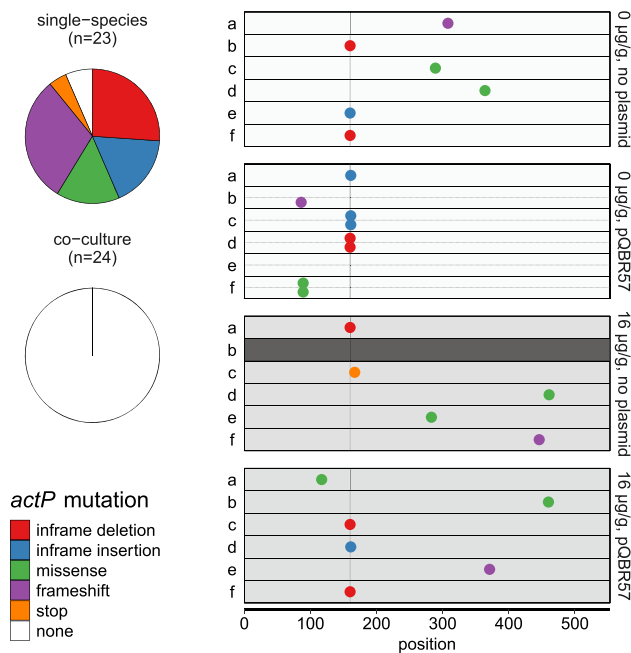 single−species
(n=23)
co−culture
(n=24)
actP mutation
inframe deletion
inframe insertion
missense
frameshift
stop
none
a
b
c
d
e
f
0 µg/g, no plasmid
a
b
c
d
e
f
0 µg/g, pQBR57
a
b
c
d
e
f
16 µg/g, no plasmid
a
b
c
d
e
f
16 µg/g, pQBR57
0 100 200 300 400 500
position